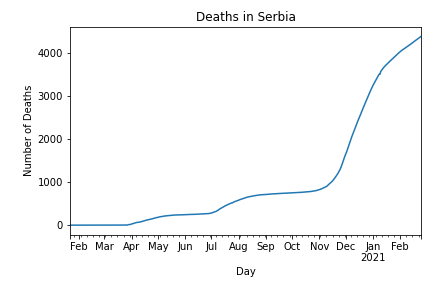 Deaths in Serbia
4000
3000
2000
1000
0
Number of Deaths
Feb Mar Apr May Jun Jul Aug Sep Oct Nov Dec Jan Feb
2021
Day